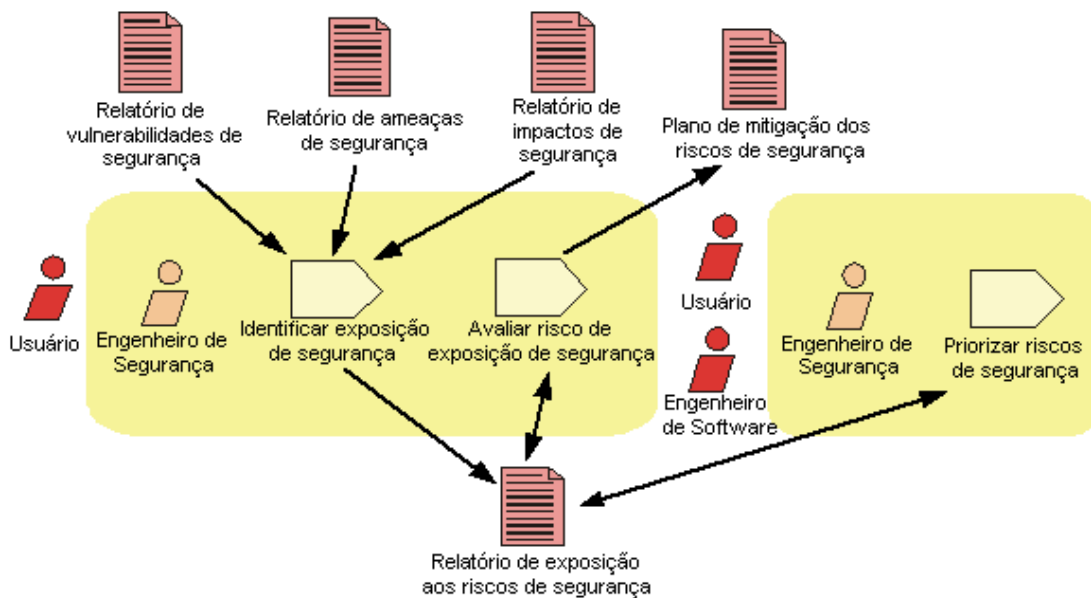 Relatório de
vulnerabilidades de
segurança
Relatório de ameaças
de segurança
Relatório de
impactos de
segurança
Plano de mitigação dos
riscos de segurança
Usuário
Engenheiro de
Segurança
Identificar exposição
de segurança
Avaliar risco de
exposição de segurança
Usuário
Engenheiro
de Software
Engenheiro de
Segurança
Priorizar riscos
de segurança
Relatório de exposição
aos riscos de segurança